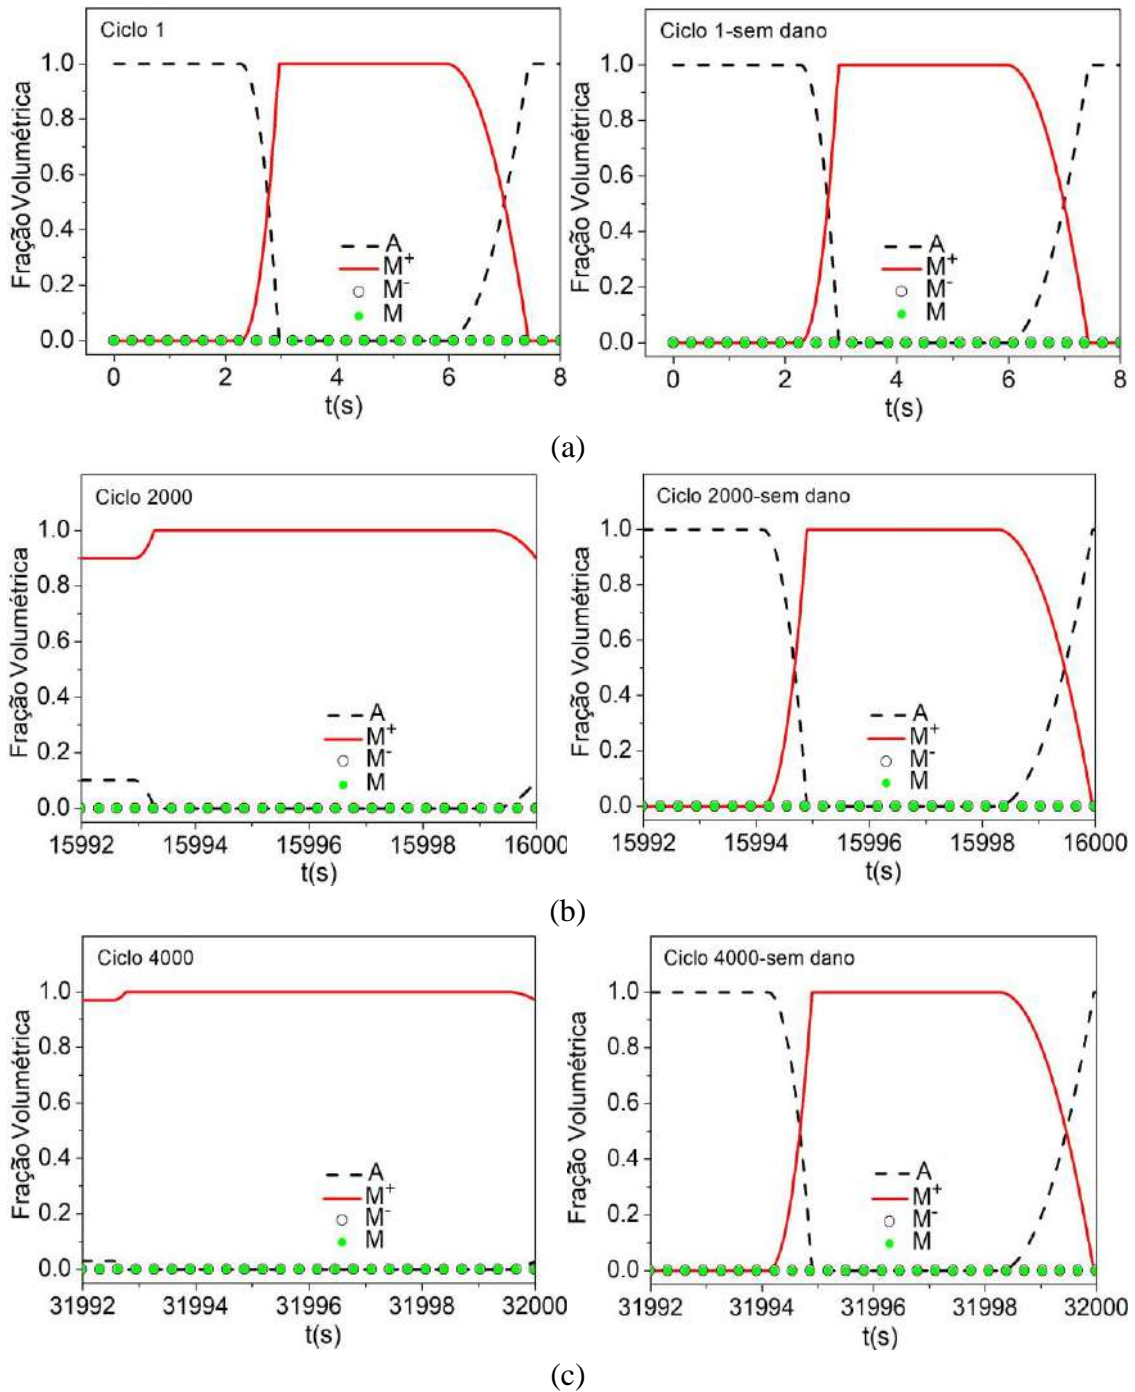 Ciclo 1
Fração Volumétrica
1.0
0.8
0.6
0.4
0.2
0.0
A
M+
M-
M
0 2 4 6 8
t(s)
Ciclo 1-sem dano
Fração Volumétrica
1.0
0.8
0.6
0.4
0.2
0.0
A
M+
M-
M
0 2 4 6 8
t(s)
(a)
Ciclo 2000
Fração Volumétrica
1.0
0.8
0.6
0.4
0.2
0.0
A
M+
M-
M
15992 15994 15996 15998 16000
t(s)
Ciclo 2000-sem dano
Fração Volumétrica
1.0
0.8
0.6
0.4
0.2
0.0
A
M+
M-
M
15992 15994 15996 15998 16000
t(s)
(b)
Ciclo 4000
Fração Volumétrica
1.0
0.8
0.6
0.4
0.2
0.0
A
M+
M-
M
31992 31994 31996 31998 32000
t(s)
Ciclo 4000-sem dano
Fração Volumétrica
1.0
0.8
0.6
0.4
0.2
0.0
A
M+
M-
M
31992 31994 31996 31998 32000
t(s)
(c)